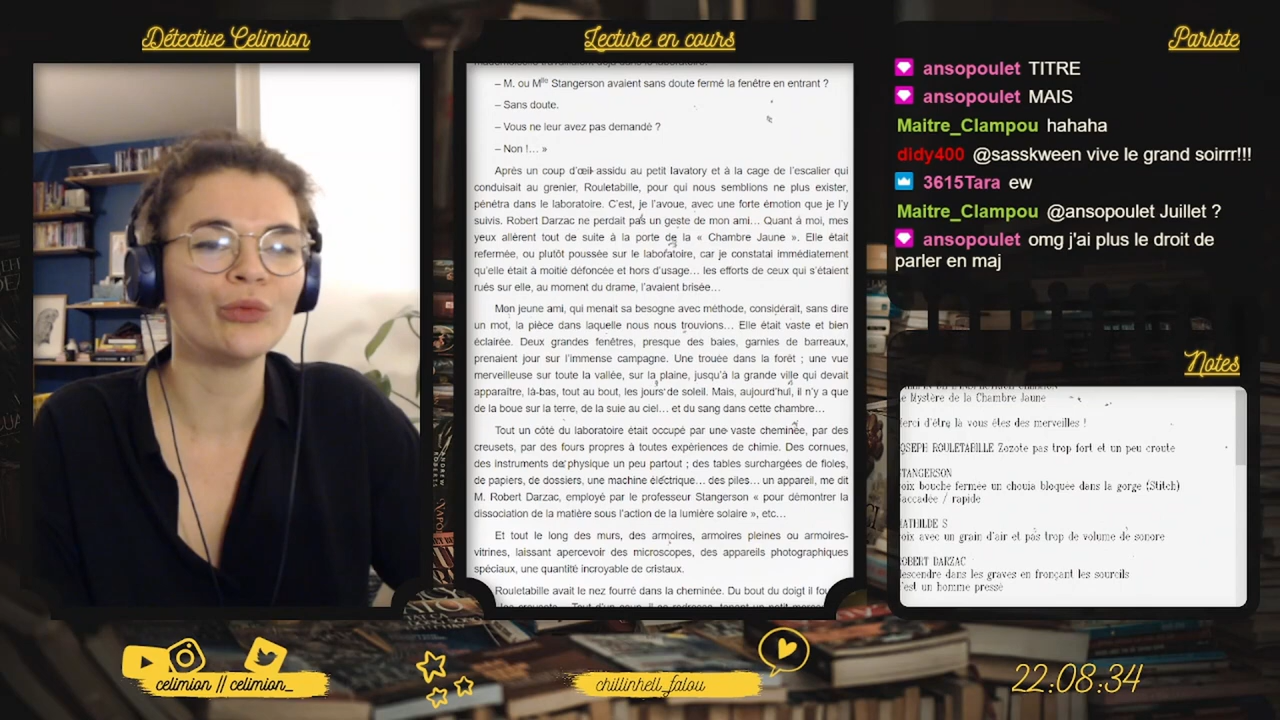 Détective Celimion
Lecture en cours
Parlote
mademoiselle travaillaient déjà dans le laboratoire.
– M. ou Mlle Stangerson avaient sans doute fermé la fenêtre en entrant ?
– Sans doute.
– Vous ne leur avez pas demandé ?
– Non !… »
Après un coup d’œil assidu au petit lavatory et à la cage de l’escalier qui
conduisait au grenier, Rouletabille, pour qui nous semblions ne plus exister,
pénétra dans le laboratoire. C’est, je l’avoue, avec une forte émotion que je l’y
suivis. Robert Darzac ne perdait pas un geste de mon ami… Quant à moi, mes
yeux allèrent tout de suite à la porte de la « Chambre Jaune ». Elle était
refermée, ou plutôt poussée sur le laboratoire, car je constatai immédiatement
qu’elle était à moitié défoncée et hors d’usage… les efforts de ceux qui s’étaient
rués sur elle, au moment du drame, l’avaient brisée…
Mon jeune ami, qui menait sa besogne avec méthode, considérait, sans dire
un mot, la pièce dans laquelle nous nous trouvions… Elle était vaste et bien
éclairée. Deux grandes fenêtres, presque des baies, garnies de barreaux,
prenaient jour sur l’immense campagne. Une trouée dans la forêt ; une vue
merveilleuse sur toute la vallée, sur la plaine, jusqu’à la grande ville qui devait
apparaître, là-bas, tout au bout, les jours de soleil. Mais, aujourd’hui, il n’y a que
de la boue sur la terre, de la suie au ciel… et du sang dans cette chambre…
Tout un côté du laboratoire était occupé par une vaste cheminée, par des
creusets, par des fours propres à toutes expériences de chimie. Des cornues,
des instruments de physique un peu partout ; des tables surchargées de fioles,
de papiers, de dossiers, une machine électrique… des piles… un appareil, me dit
M. Robert Darzac, employé par le professeur Stangerson « pour démontrer la
dissociation de la matière sous l’action de la lumière solaire », etc…
Et tout le long des murs, des armoires, armoires pleines ou armoires-
vitrines, laissant apercevoir des microscopes, des appareils photographiques
spéciaux, une quantité incroyable de cristaux.
Rouletabille avait le nez fourré dans la cheminée. Du bout du doigt il fou
ansopoulet TITRE
ansopoulet MAIS
Maitre_Clampou hahaha
didy400 @sasskween vive le grand soirrr!!!
3615Tara ew
Maitre_Clampou @ansopoulet Juillet ?
ansopoulet omg j'ai plus le droit de
parler en maj
Notes
e Mystère de la Chambre Jaune
erci d'être là vous êtes des merveilles !
OSEPH ROULETABILLE Zozote pas trop fort et un peu croute
TANGERSON
oix bouche fermée un chouia bloquée dans la gorge (Stitch)
accadée / rapide
ATHILDE S
oix avec un grain d'air et pas trop de volume de sonore
OBERT DARZAC
escendre dans les graves en fronçant les sourcils
'est un homme pressé
ANDREW
ROBERTS
celimion // celimion_
chillinhell_falou
22:08:34